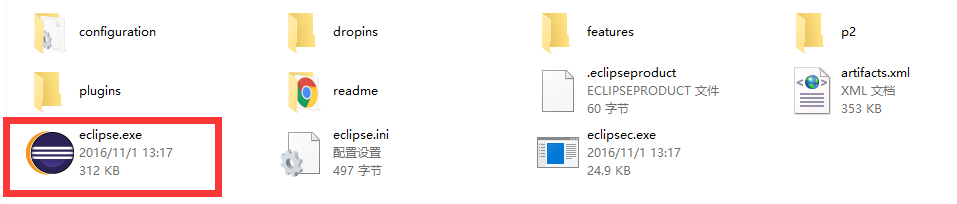 configuration
dropins
features
p2
plugins
readme
.eclipseproduct
ECLIPSEPRODUCT 文件
60 字节
artifacts.xml
XML 文档
353 KB
eclipse.exe
2016/11/1 13:17
312 KB
eclipse.ini
配置设置
497 字节
eclipsec.exe
2016/11/1 13:17
24.9 KB